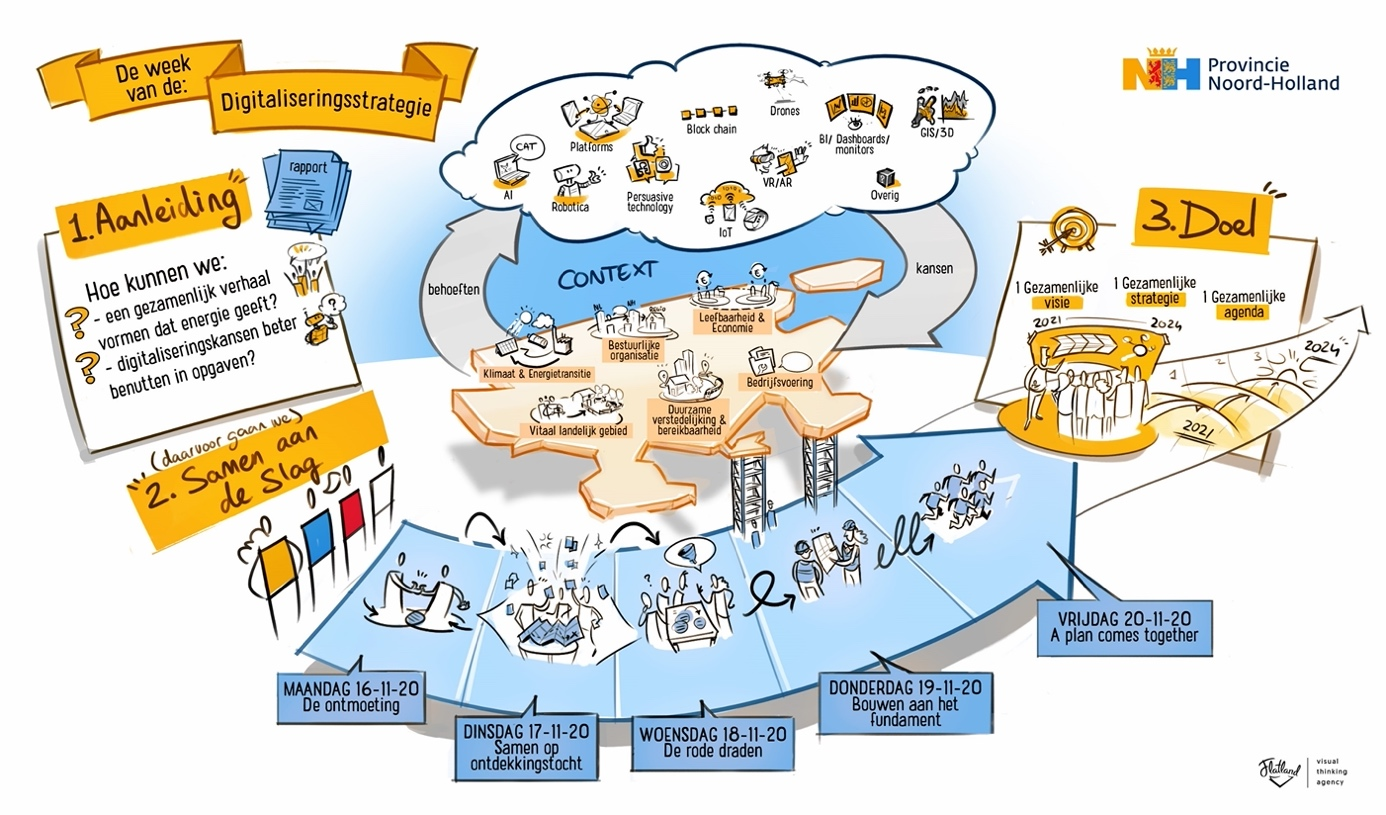 De week
van de:
Digitaliseringsstrategie
Provincie
Noord-Holland
rapport
1. Aanleiding
Hoe kunnen we:
? - een gezamenlijk verhaal
vormen dat energie geeft?
? - digitaliseringskansen beter
benutten in opgaven?
CAT
AI
Platforms
Robotica
Block chain
Persuasive
technology
Drones
VR/AR
IoT
BI/ Dashboards/
monitors
GIS/3D
Overig
behoeften
CONTEXT
kansen
Klimaat & Energietransitie
Bestuurlijke
organisatie
Leefbaarheid &
Economie
Vitaal landelijk gebied
Duurzame
verstedelijking &
bereikbaarheid
Bedrijfsvoering
(daarvoor gaan we)
2. Samen aan
de Slag
MAANDAG 16-11-20
De ontmoeting
DINSDAG 17-11-20
Samen op
ontdekkingstocht
WOENSDAG 18-11-20
De rode draden
DONDERDAG 19-11-20
Bouwen aan het
fundament
VRIJDAG 20-11-20
A plan comes together
3. Doel
1 Gezamenlijke
visie
1 Gezamenlijke
strategie
1 Gezamenlijke
agenda
2021
2024
1
2
3
2024
2021
Flatland
visual
thinking
agency